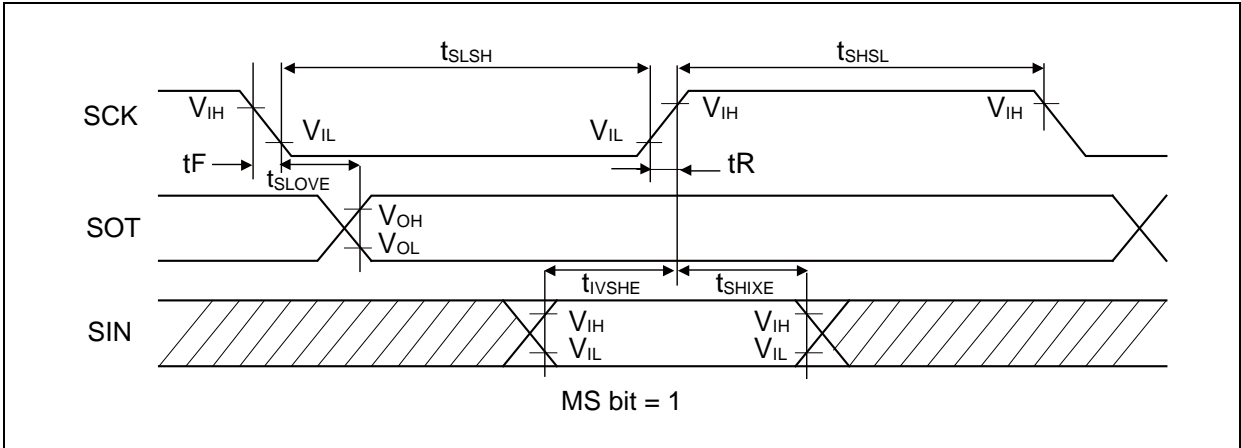 tSLSH
tSHSL
SCK
VIH
VIL
VIL
VIH
VIH
tF
tSLOVE
tR
SOT
VOH
VOL
tIVSHE
tSHIXE
SIN
VIH
VIL
VIH
VIL
MS bit = 1